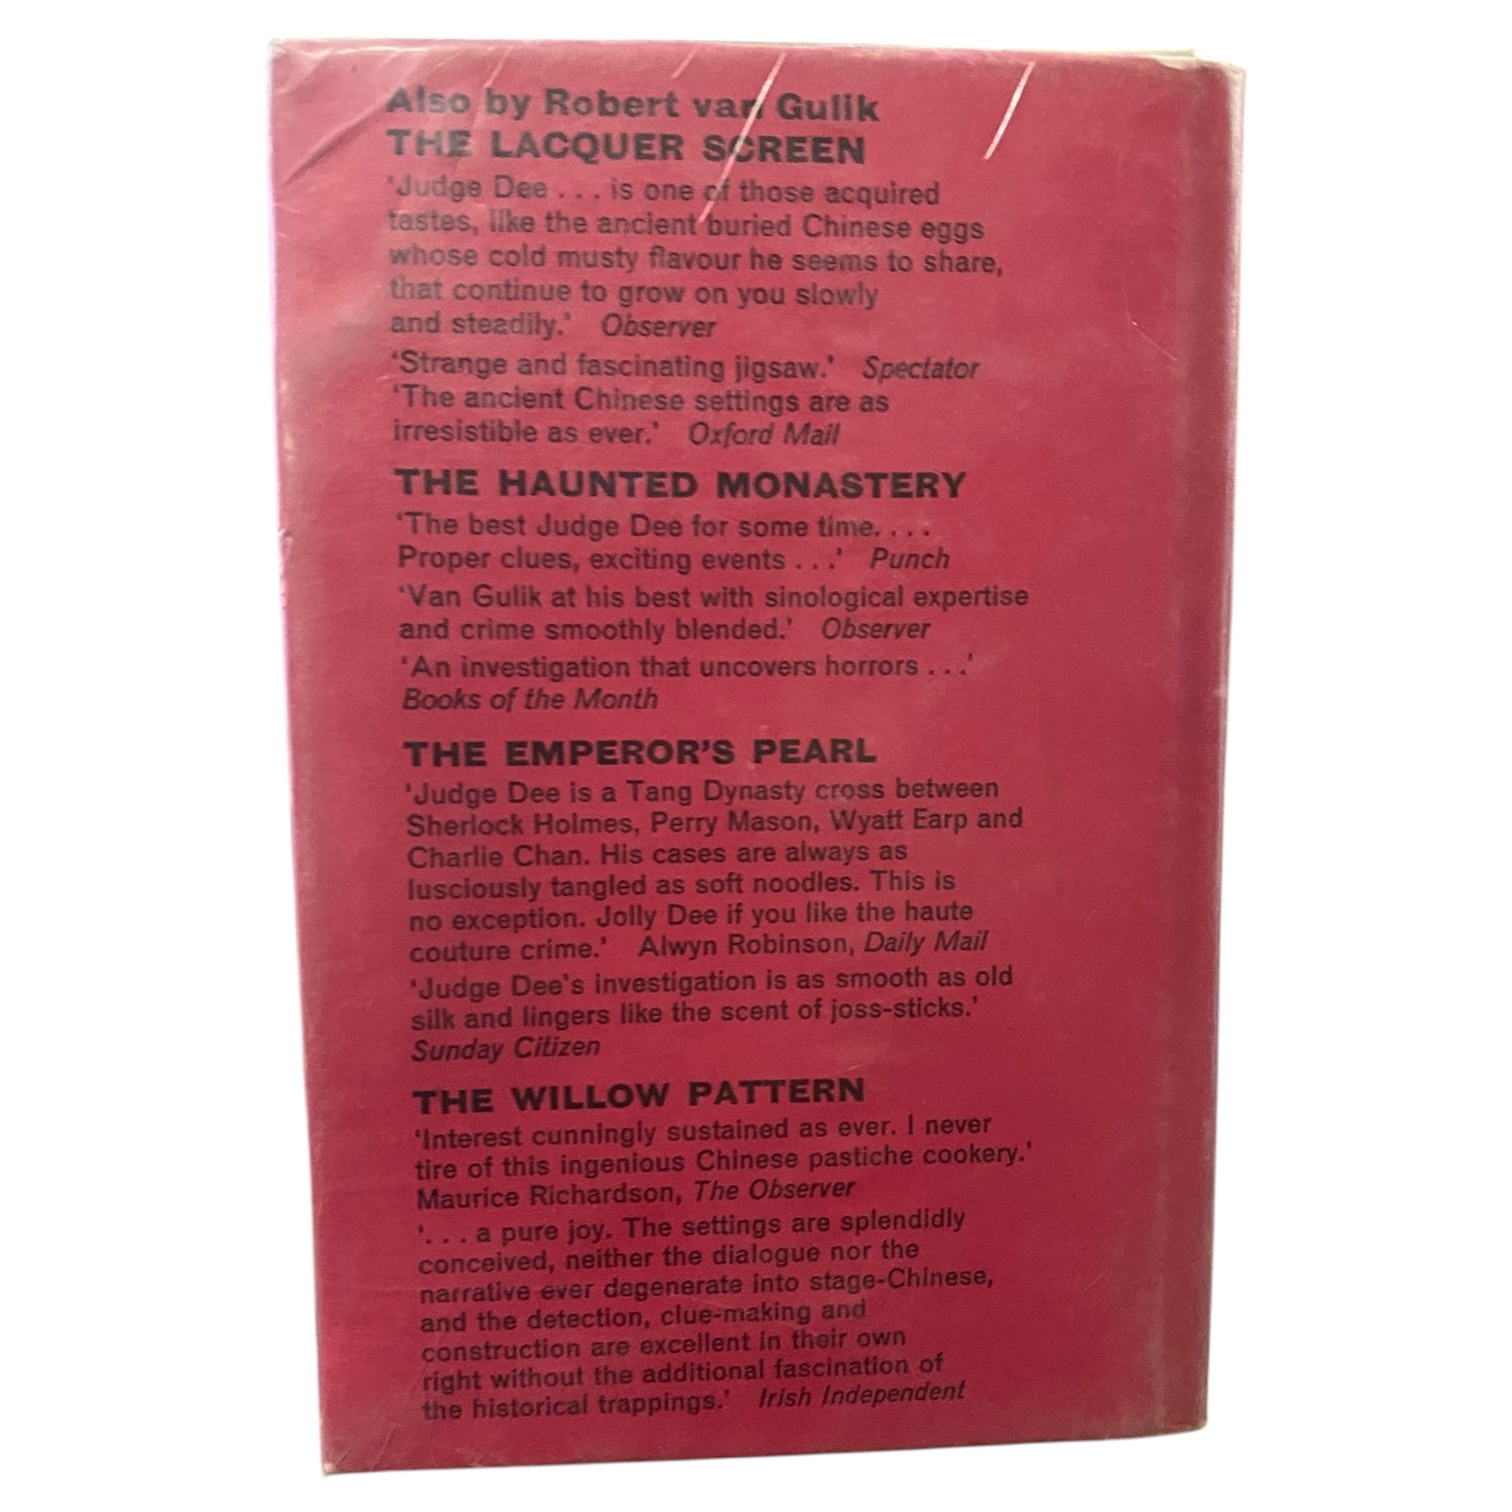 Also by Robert van Gulik
THE LACQUER SCREEN
'Judge Dee . . . is one of those acquired
tastes, like the ancient buried Chinese eggs
whose cold musty flavour he seems to share,
that continue to grow on you slowly
and steadily.' Observer
'Strange and fascinating jigsaw.' Spectator
'The ancient Chinese settings are as
irresistible as ever.' Oxford Mail
THE HAUNTED MONASTERY
'The best Judge Dee for some time. . . .
Proper clues, exciting events . . .' Punch
'Van Gulik at his best with sinological expertise
and crime smoothly blended.' Observer
'An investigation that uncovers horrors . . .'
Books of the Month
THE EMPEROR'S PEARL
'Judge Dee is a Tang Dynasty cross between
Sherlock Holmes, Perry Mason, Wyatt Earp and
Charlie Chan. His cases are always as
lusciously tangled as soft noodles. This is
no exception. Jolly Dee if you like the haute
couture crime.' Alwyn Robinson, Daily Mail
'Judge Dee's investigation is as smooth as old
silk and lingers like the scent of joss-sticks.'
Sunday Citizen
THE WILLOW PATTERN
'Interest cunningly sustained as ever. I never
tire of this ingenious Chinese pastiche cookery.'
Maurice Richardson, The Observer
'. . . a pure joy. The settings are splendidly
conceived, neither the dialogue nor the
narrative ever degenerate into stage-Chinese,
and the detection, clue-making and
construction are excellent in their own
right without the additional fascination of
the historical trappings.' Irish Independent